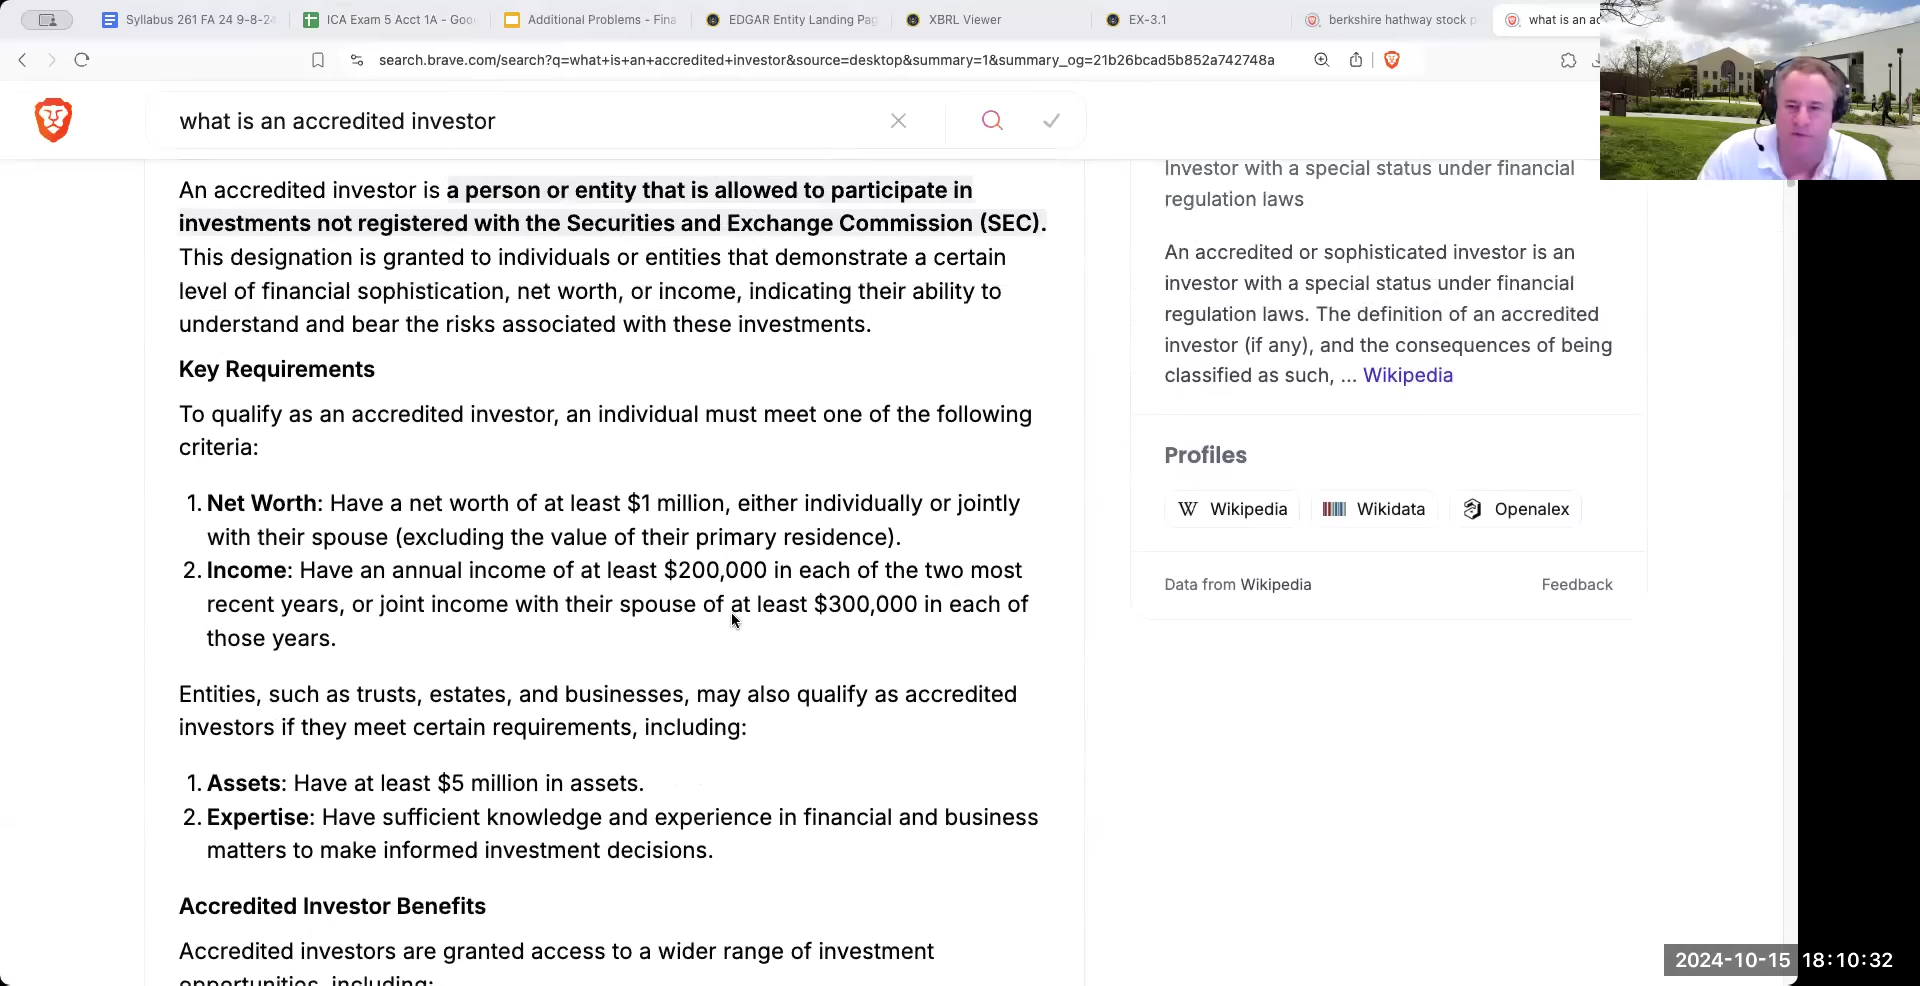 Syllabus 261 FA 24 9-8-24
ICA Exam 5 Acct 1A - Goo
Additional Problems - Fina
EDGAR Entity Landing Pag
XBRL Viewer
EX-3.1
berkshire hathway stock p
what is an ac
search.brave.com/search?q=what+is+an+accredited+investor&source=desktop&summary=1&summary_og=21b26bcad5b852a742748a
what is an accredited investor
An accredited investor is a person or entity that is allowed to participate in
investments not registered with the Securities and Exchange Commission (SEC).
This designation is granted to individuals or entities that demonstrate a certain
level of financial sophistication, net worth, or income, indicating their ability to
understand and bear the risks associated with these investments.
Key Requirements
To qualify as an accredited investor, an individual must meet one of the following
criteria:
1. Net Worth: Have a net worth of at least $1 million, either individually or jointly
with their spouse (excluding the value of their primary residence).
2. Income: Have an annual income of at least $200,000 in each of the two most
recent years, or joint income with their spouse of at least $300,000 in each of
those years.
Entities, such as trusts, estates, and businesses, may also qualify as accredited
investors if they meet certain requirements, including:
1. Assets: Have at least $5 million in assets.
2. Expertise: Have sufficient knowledge and experience in financial and business
matters to make informed investment decisions.
Accredited Investor Benefits
Accredited investors are granted access to a wider range of investment
opportunities, including:
Investor with a special status under financial
regulation laws
An accredited or sophisticated investor is an
investor with a special status under financial
regulation laws. The definition of an accredited
investor (if any), and the consequences of being
classified as such, ... Wikipedia
Profiles
Wikipedia
Wikidata
Openalex
Data from Wikipedia
Feedback
2024-10-15 18:10:32